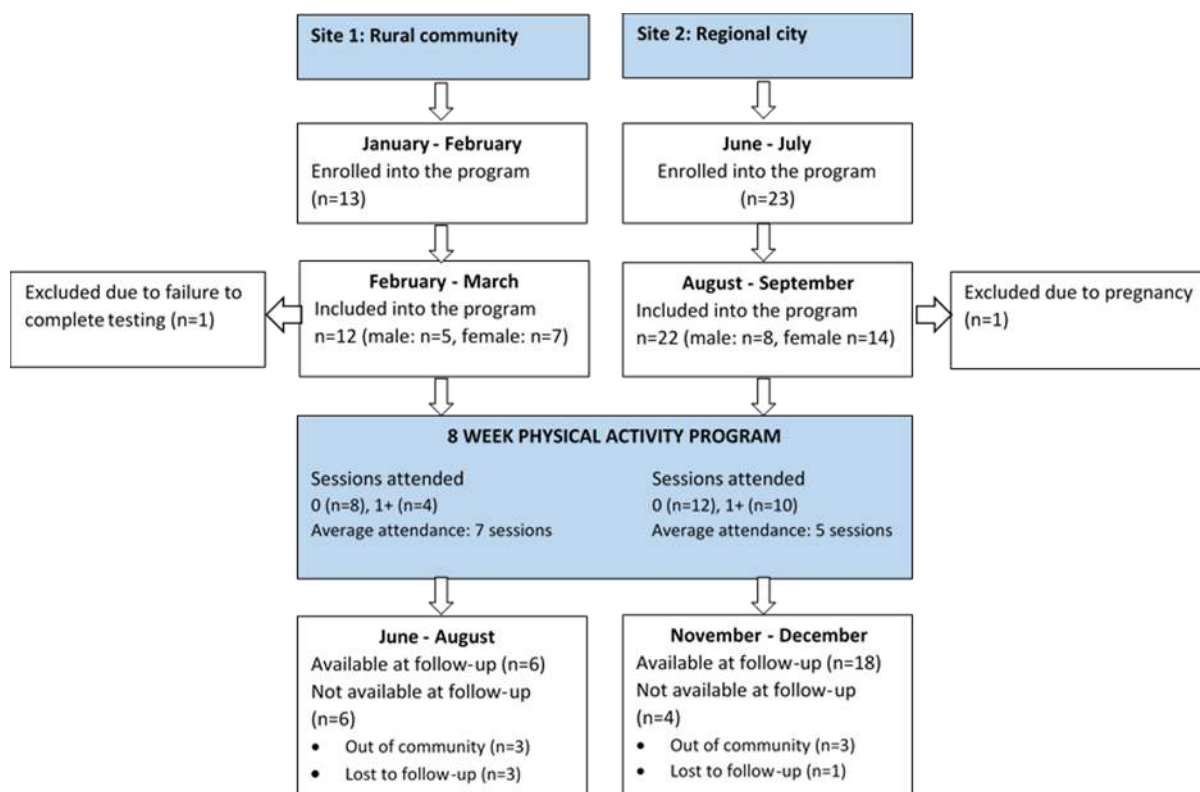 Site 1: Rural community
Site 2: Regional city
January - February
Enrolled into the program
(n=13)
June - July
Enrolled into the program
(n=23)
Excluded due to failure to
complete testing (n=1)
February - March
Included into the program
n=12 (male: n=5, female: n=7)
August - September
Included into the program
n=22 (male: n=8, female n=14)
Excluded due to pregnancy
(n=1)
8 WEEK PHYSICAL ACTIVITY PROGRAM
Sessions attended
0 (n=8), 1+ (n=4)
Average attendance: 7 sessions
Sessions attended
0 (n=12), 1+ (n=10)
Average attendance: 5 sessions
June - August
Available at follow-up (n=6)
Not available at follow-up
(n=6)
• Out of community (n=3)
• Lost to follow-up (n=3)
November - December
Available at follow-up (n=18)
Not available at follow-up
(n=4)
• Out of community (n=3)
• Lost to follow-up (n=1)